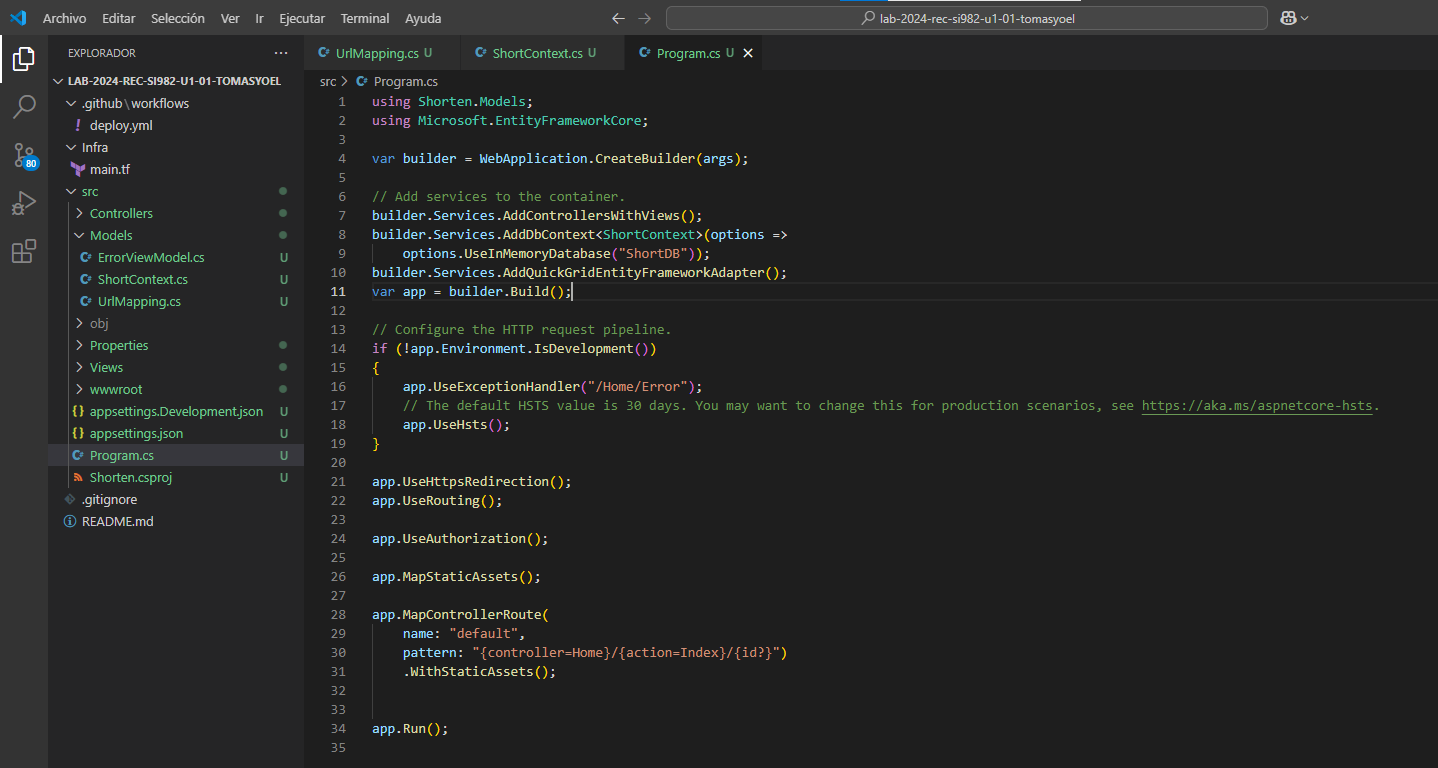 Archivo Editar Selección Ver Ir Ejecutar Terminal Ayuda
lab-2024-rec-si982-u1-01-tomasyoel
EXPLORADOR
LAB-2024-REC-SI982-U1-01-TOMASYOEL
.github\workflows
deploy.yml
Infra
main.tf
80
src
Controllers
Models
ErrorViewModel.cs U
ShortContext.cs U
UrlMapping.cs U
obj
Properties
Views
wwwroot
appsettings.Development.json U
appsettings.json U
Program.cs U
Shorten.csproj U
.gitignore
README.md
UrlMapping.cs U ShortContext.cs U Program.cs U
src > Program.cs
1 using Shorten.Models;
2 using Microsoft.EntityFrameworkCore;
3
4 var builder = WebApplication.CreateBuilder(args);
5
6 // Add services to the container.
7 builder.Services.AddControllersWithViews();
8 builder.Services.AddDbContext<ShortContext>(options =>
9     options.UseInMemoryDatabase("ShortDB"));
10 builder.Services.AddQuickGridEntityFrameworkAdapter();
11 var app = builder.Build();
12
13 // Configure the HTTP request pipeline.
14 if (!app.Environment.IsDevelopment())
15 {
16     app.UseExceptionHandler("/Home/Error");
17     // The default HSTS value is 30 days. You may want to change this for production scenarios, see https://aka.ms/aspnetcore-hsts.
18     app.UseHsts();
19 }
20
21 app.UseHttpsRedirection();
22 app.UseRouting();
23
24 app.UseAuthorization();
25
26 app.MapStaticAssets();
27
28 app.MapControllerRoute(
29     name: "default",
30     pattern: "{controller=Home}/{action=Index}/{id?}")
31     .WithStaticAssets();
32
33
34 app.Run();
35